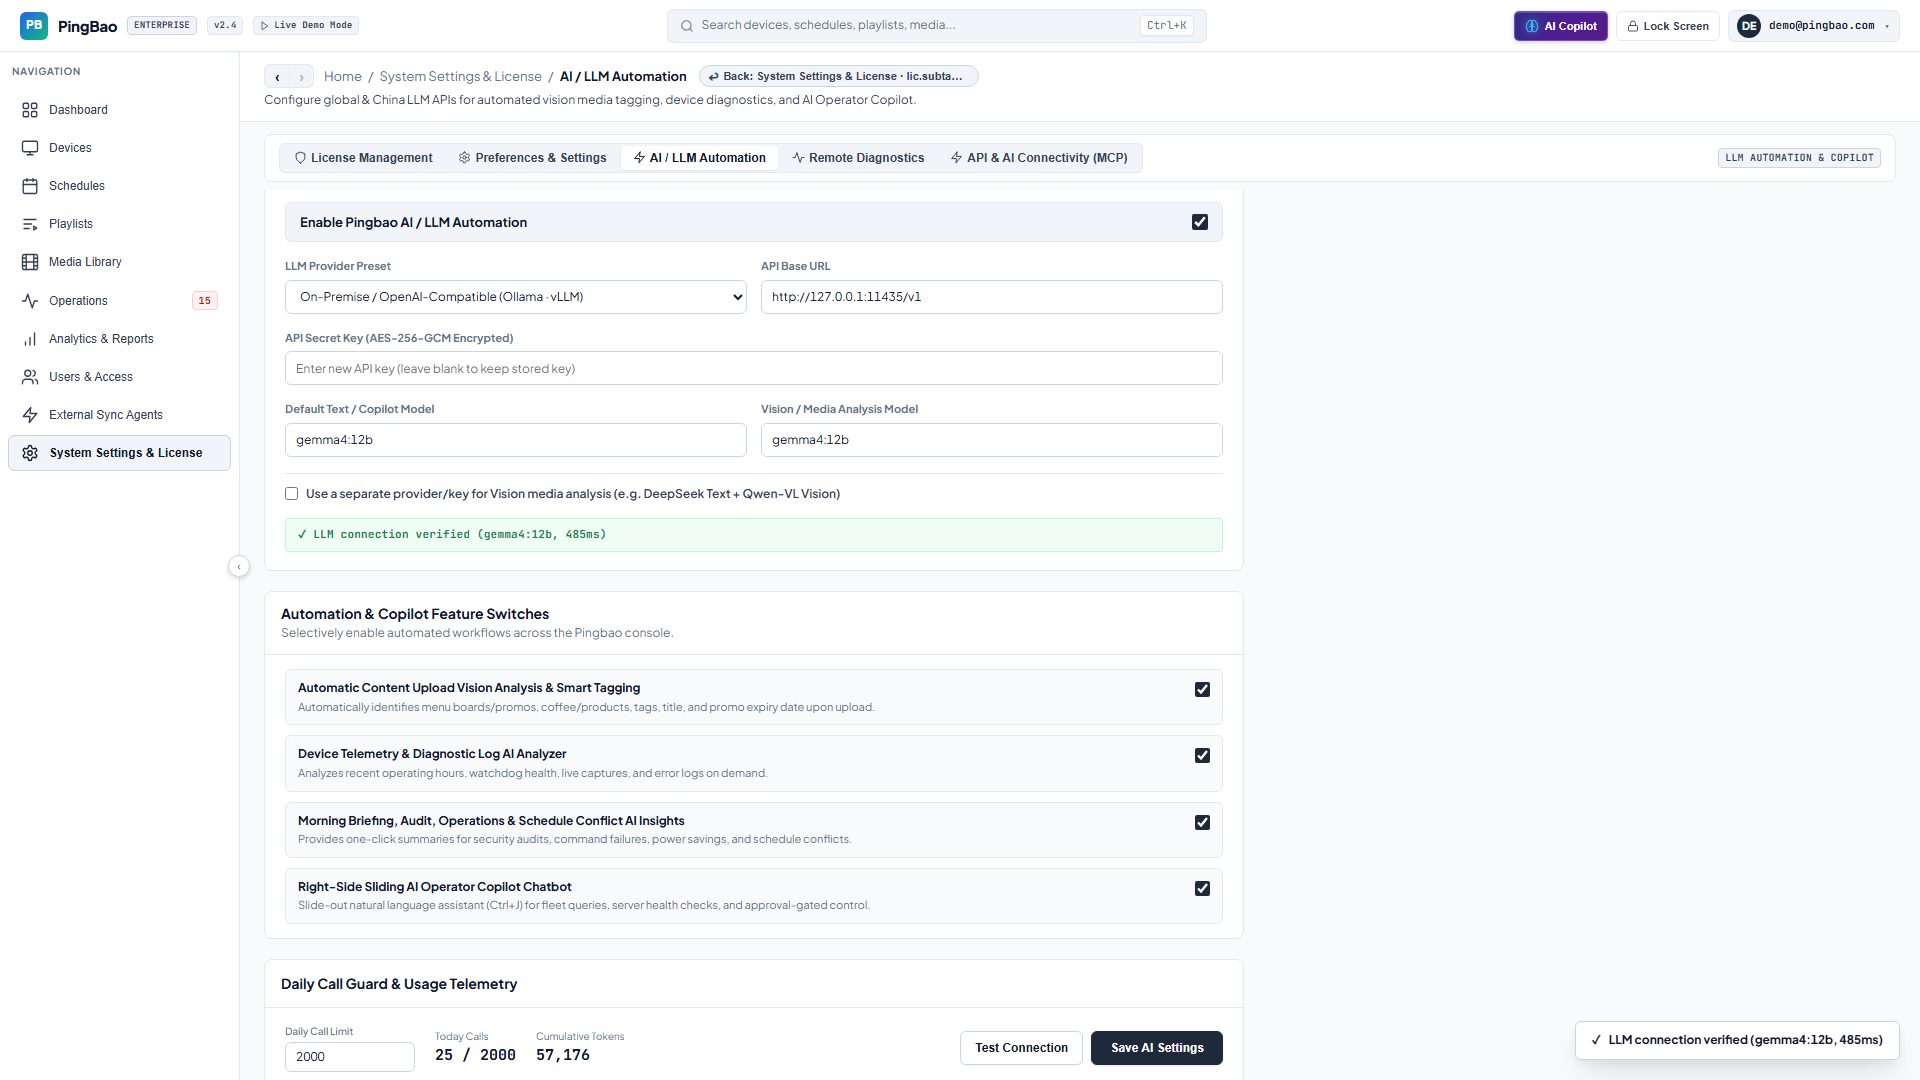 PB PingBao ENTERPRISE v2.4 Live Demo Mode
Search devices, schedules, playlists, media... Ctrl+K
AI Copilot Lock Screen DE demo@pingbao.com
NAVIGATION
Dashboard
Devices
Schedules
Playlists
Media Library
Operations 15
Analytics & Reports
Users & Access
External Sync Agents
System Settings & License
Home / System Settings & License / AI / LLM Automation Back: System Settings & License · lic.subta...
Configure global & China LLM APIs for automated vision media tagging, device diagnostics, and AI Operator Copilot.
License Management Preferences & Settings AI / LLM Automation Remote Diagnostics API & AI Connectivity (MCP) LLM AUTOMATION & COPILOT
Enable Pingbao AI / LLM Automation
LLM Provider Preset API Base URL
On-Premise / OpenAI-Compatible (Ollama · vLLM) http://127.0.0.1:11435/v1
API Secret Key (AES-256-GCM Encrypted)
Enter new API key (leave blank to keep stored key)
Default Text / Copilot Model Vision / Media Analysis Model
gemma4:12b gemma4:12b
Use a separate provider/key for Vision media analysis (e.g. DeepSeek Text + Qwen-VL Vision)
✓ LLM connection verified (gemma4:12b, 485ms)
Automation & Copilot Feature Switches
Selectively enable automated workflows across the Pingbao console.
Automatic Content Upload Vision Analysis & Smart Tagging
Automatically identifies menu boards/promos, coffee/products, tags, title, and promo expiry date upon upload.
Device Telemetry & Diagnostic Log AI Analyzer
Analyzes recent operating hours, watchdog health, live captures, and error logs on demand.
Morning Briefing, Audit, Operations & Schedule Conflict AI Insights
Provides one-click summaries for security audits, command failures, power savings, and schedule conflicts.
Right-Side Sliding AI Operator Copilot Chatbot
Slide-out natural language assistant (Ctrl+J) for fleet queries, server health checks, and approval-gated control.
Daily Call Guard & Usage Telemetry
Daily Call Limit Today Calls Cumulative Tokens
2000 25 / 2000 57,176 Test Connection Save AI Settings
✓ LLM connection verified (gemma4:12b, 485ms)